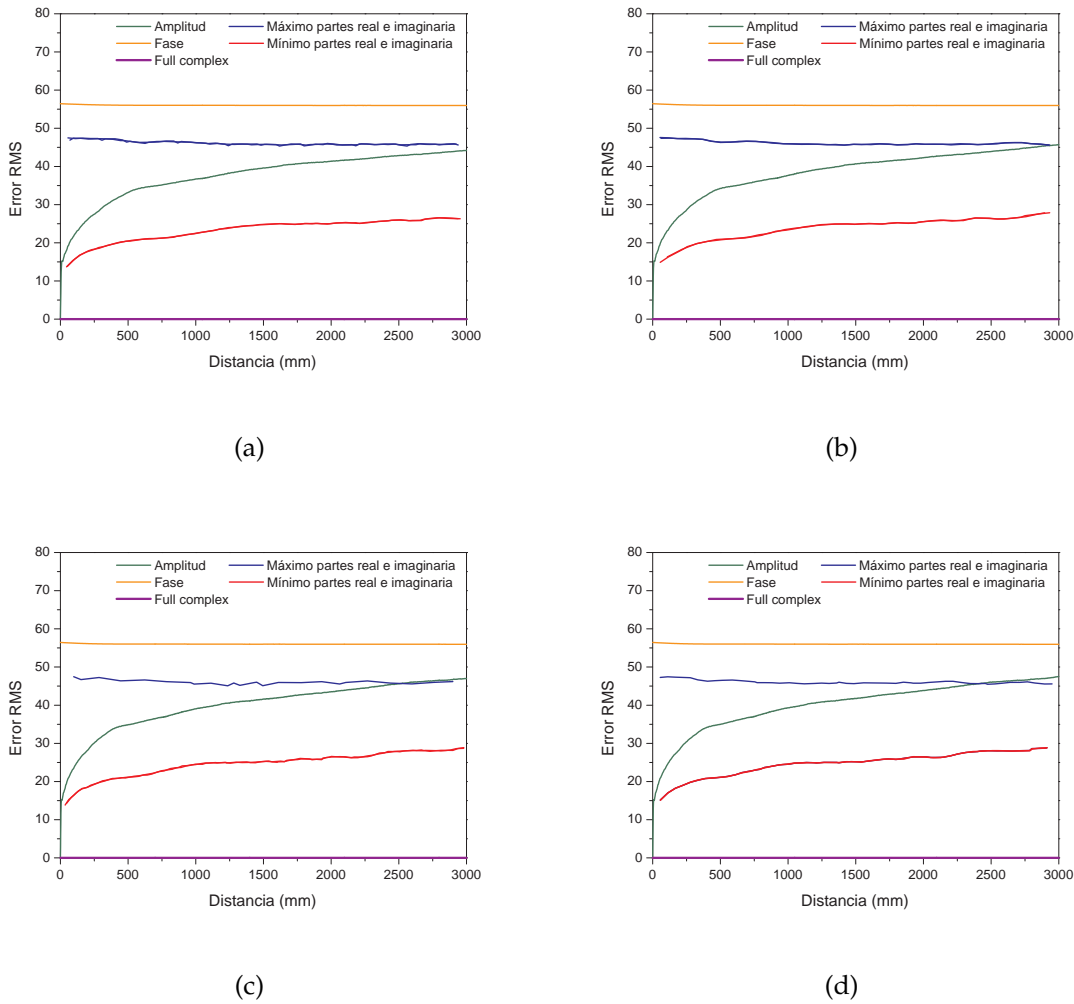 80
70
60
50
40
30
20
10
0
Error RMS
Amplitud
Fase
Full complex
Máximo partes real e imaginaria
Mínimo partes real e imaginaria
0 500 1000 1500 2000 2500 3000
Distancia (mm)
(a)
80
70
60
50
40
30
20
10
0
Error RMS
Amplitud
Fase
Full complex
Máximo partes real e imaginaria
Mínimo partes real e imaginaria
0 500 1000 1500 2000 2500 3000
Distancia (mm)
(b)
80
70
60
50
40
30
20
10
0
Error RMS
Amplitud
Fase
Full complex
Máximo partes real e imaginaria
Mínimo partes real e imaginaria
0 500 1000 1500 2000 2500 3000
Distancia (mm)
(c)
80
70
60
50
40
30
20
10
0
Error RMS
Amplitud
Fase
Full complex
Máximo partes real e imaginaria
Mínimo partes real e imaginaria
0 500 1000 1500 2000 2500 3000
Distancia (mm)
(d)